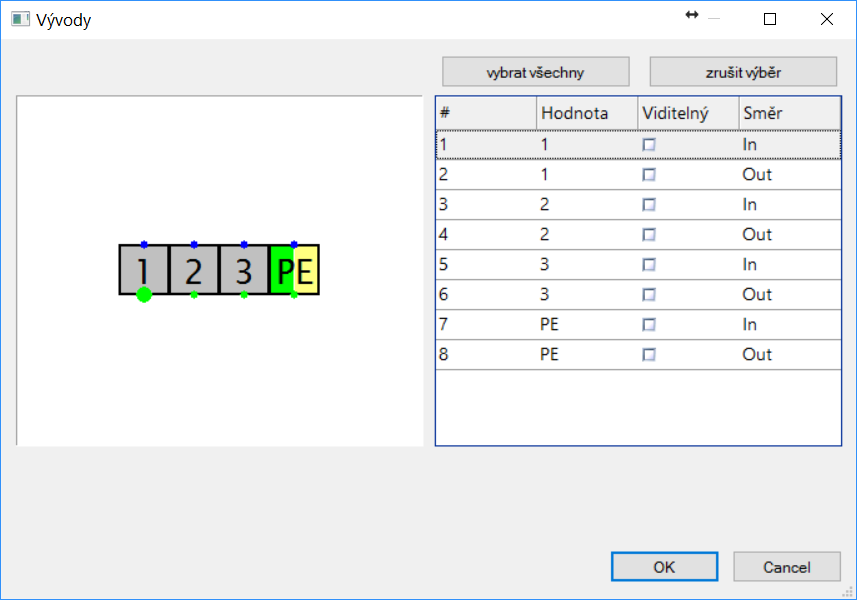 Vývody
vybrat všechny
zrušit výběr
# Hodnota Viditelný Směr
1 1 In
2 1 Out
3 2 In
4 2 Out
5 3 In
6 3 Out
7 PE In
8 PE Out
1 2 3 PE
OK
Cancel